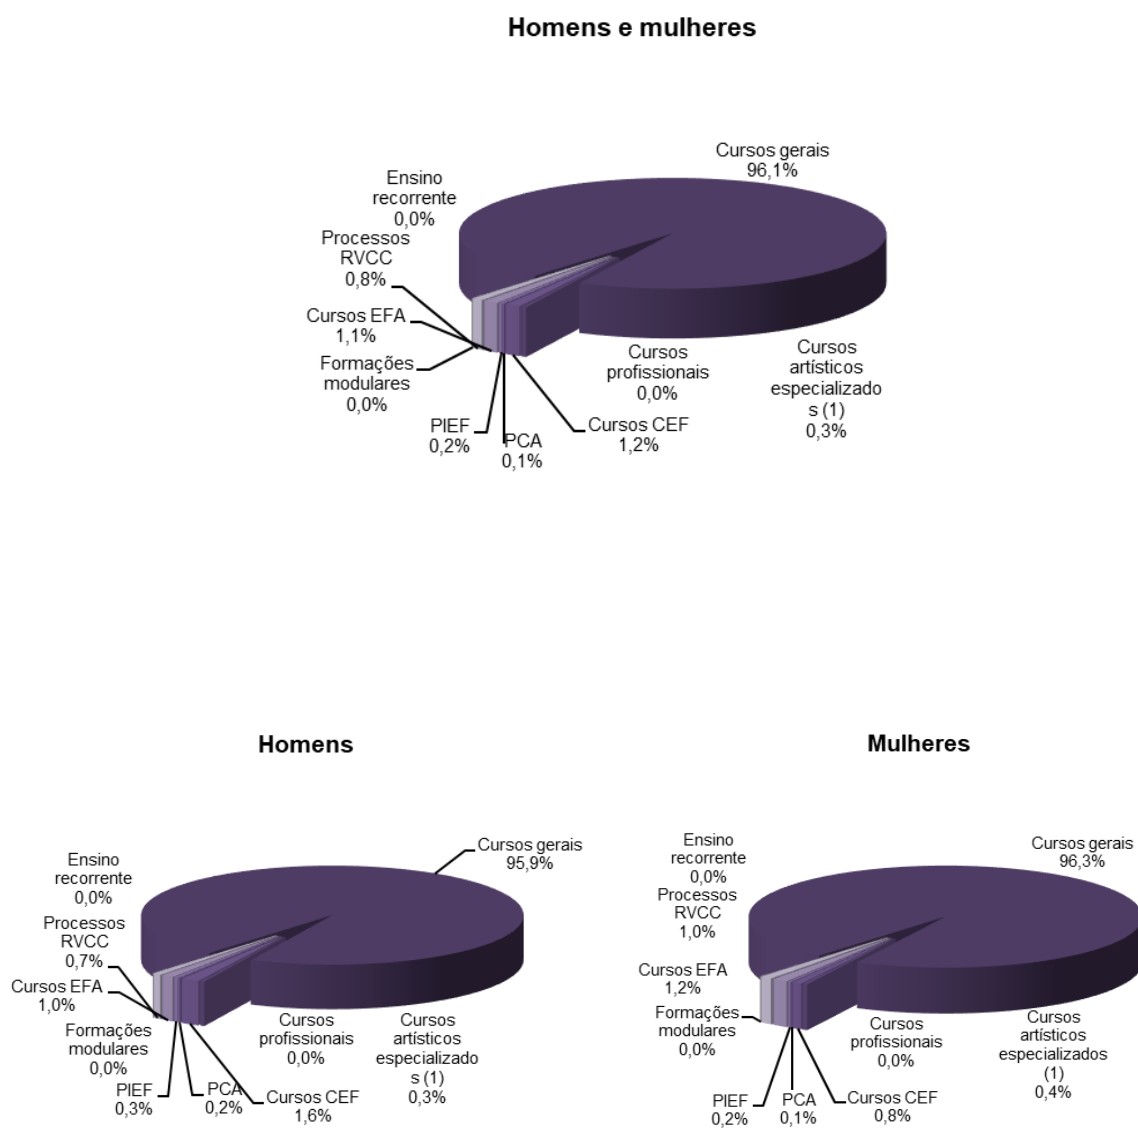 Homens e mulheres
Cursos gerais
96,1%
Ensino
recorrente
0,0%
Processos
RVCC
0,8%
Cursos EFA
1,1%
Formações
modulares
0,0%
PIEF
0,2%
PCA
0,1%
Cursos CEF
1,2%
Cursos
profissionais
0,0%
Cursos
artísticos
especializado
s (1)
0,3%
Homens
Cursos gerais
95,9%
Ensino
recorrente
0,0%
Processos
RVCC
0,7%
Cursos EFA
1,0%
Formações
modulares
0,0%
PIEF
0,3%
PCA
0,2%
Cursos CEF
1,6%
Cursos
profissionais
0,0%
Cursos
artísticos
especializado
s (1)
0,3%
Mulheres
Cursos gerais
96,3%
Ensino
recorrente
0,0%
Processos
RVCC
1,0%
Cursos EFA
1,2%
Formações
modulares
0,0%
PIEF
0,2%
PCA
0,1%
Cursos CEF
0,8%
Cursos
profissionais
0,0%
Cursos
artísticos
especializados
(1)
0,4%